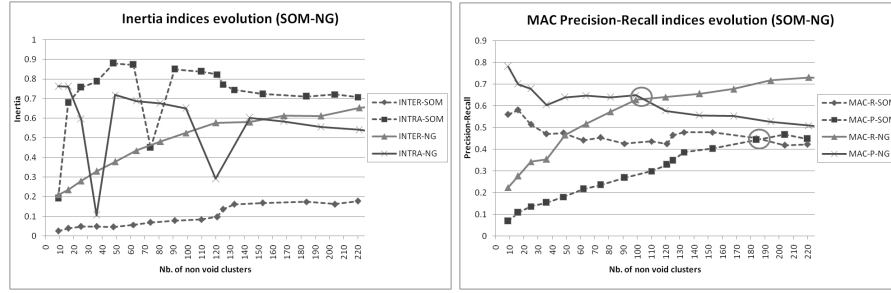 Inertia indices evolution (SOM-NG)
1
0.9
0.8
0.7
0.6
0.5
0.4
0.3
0.2
0.1
0
Inertia
0 10 20 30 40 50 60 70 80 90 100 110 120 130 140 150 160 170 180 190 200 210 220
Nb. of non void clusters
INTER-SOM
INTRA-SOM
INTER-NG
INTRA-NG
MAC Precision-Recall indices evolution (SOM-NG)
0.9
0.8
0.7
0.6
0.5
0.4
0.3
0.2
0.1
0
Precision-Recall
0 10 20 30 40 50 60 70 80 90 100 110 120 130 140 150 160 170 180 190 200 210 220
Nb. of non void clusters
MAC-R-SOM
MAC-P-SOM
MAC-R-NG
MAC-P-NG